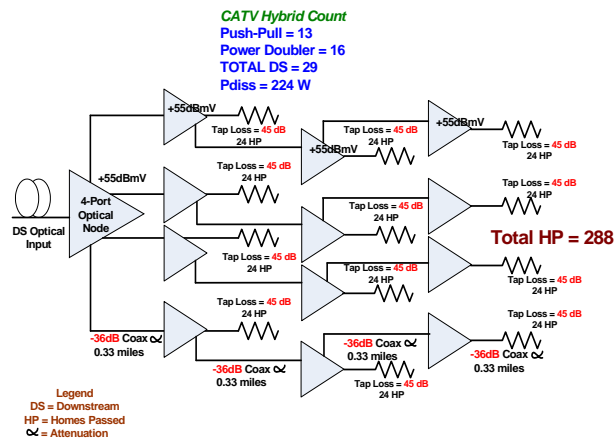 CATV Hybrid Count
Push-Pull = 13
Power Doubler = 16
TOTAL DS = 29
Pdiss = 224 W
+55dBmV
Tap Loss = 45 dB
24 HP
+55dBmV
Tap Loss = 45 dB
24 HP
+55dBmV
Tap Loss = 45 dB
24 HP
+55dBmV
4-Port
Optical
Node
DS Optical
Input
Tap Loss = 45 dB
24 HP
Tap Loss = 45 dB
24 HP
Tap Loss = 45 dB
24 HP
Total HP = 288
Tap Loss = 45 dB
24 HP
Tap Loss = 45 dB
24 HP
Tap Loss = 45 dB
24 HP
Tap Loss = 45 dB
24 HP
Tap Loss = 45 dB
24 HP
Tap Loss = 45 dB
24 HP
-36dB Coax α
0.33 miles
-36dB Coax α
0.33 miles
-36dB Coax α
0.33 miles
-36dB Coax α
0.33 miles
Legend
DS = Downstream
HP = Homes Passed
α = Attenuation